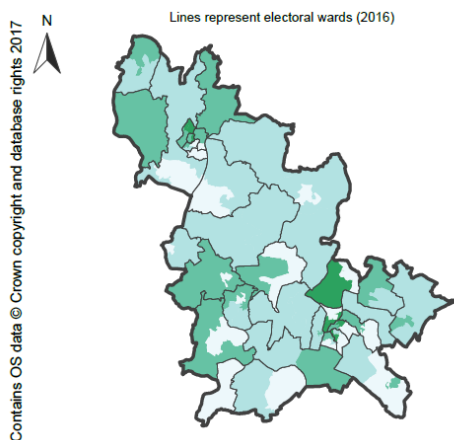 Lines represent electoral wards (2016)
N
Contains OS data © Crown copyright and database rights 2017